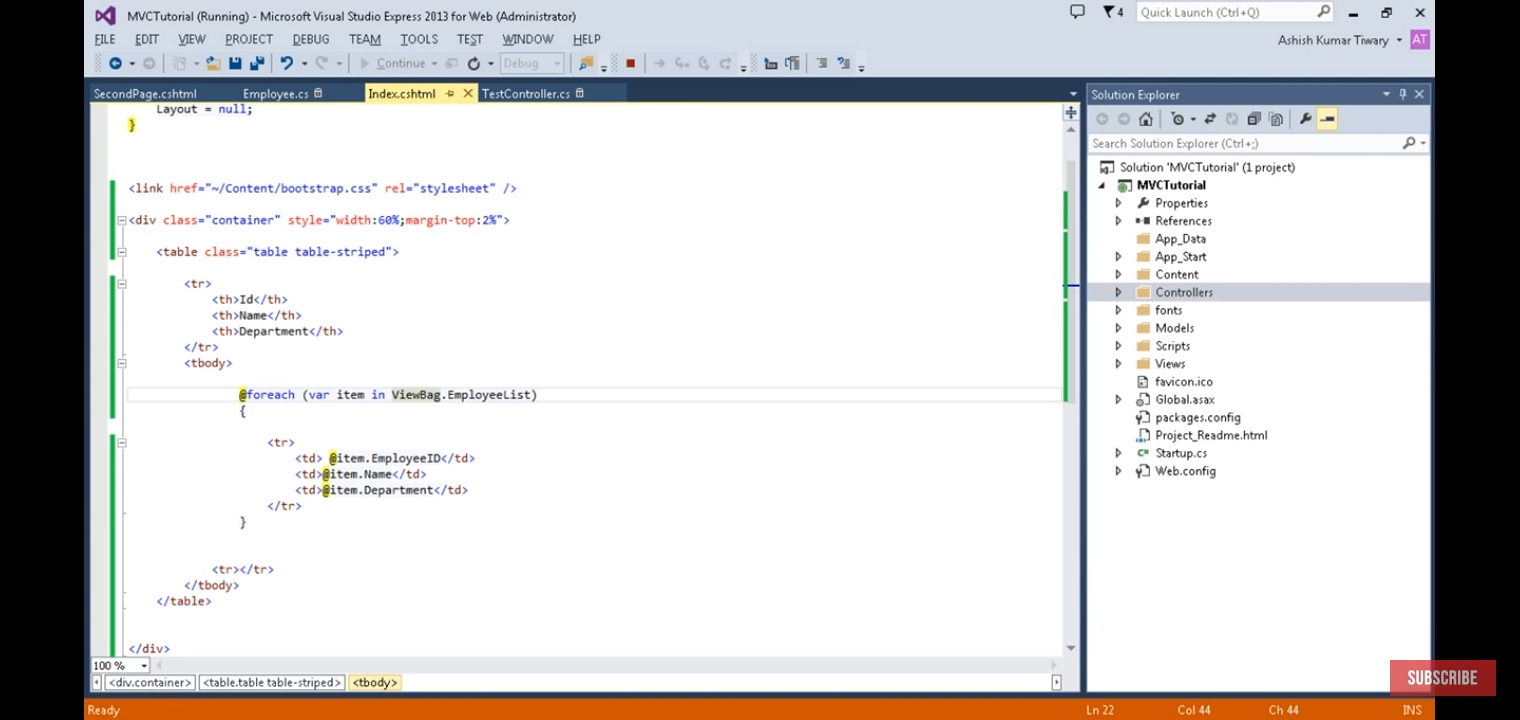 MVCTutorial (Running) - Microsoft Visual Studio Express 2013 for Web (Administrator)
4
Quick Launch (Ctrl+Q)
FILE EDIT VIEW PROJECT DEBUG TEAM TOOLS TEST WINDOW HELP
Ashish Kumar Tiwary AT
Continue Debug
SecondPage.cshtml Employee.cs Index.cshtml TestController.cs
Layout = null;
}
<link href="~/Content/bootstrap.css" rel="stylesheet" />
<div class="container" style="width:60%;margin-top:2%">
<table class="table table-striped">
<tr>
<th>Id</th>
<th>Name</th>
<th>Department</th>
</tr>
<tbody>
@foreach (var item in ViewBag.EmployeeList)
{
<tr>
<td> @item.EmployeeID</td>
<td>@item.Name</td>
<td>@item.Department</td>
</tr>
}
<tr></tr>
</tbody>
</table>
</div>
100 %
<div.container> <table.table table-striped> <tbody>
Solution Explorer
Search Solution Explorer (Ctrl+;)
Solution 'MVCTutorial' (1 project)
MVCTutorial
Properties
References
App_Data
App_Start
Content
Controllers
fonts
Models
Scripts
Views
favicon.ico
Global.asax
packages.config
Project_Readme.html
C# Startup.cs
Web.config
SUBSCRIBE
Ready Ln 22 Col 44 Ch 44 INS